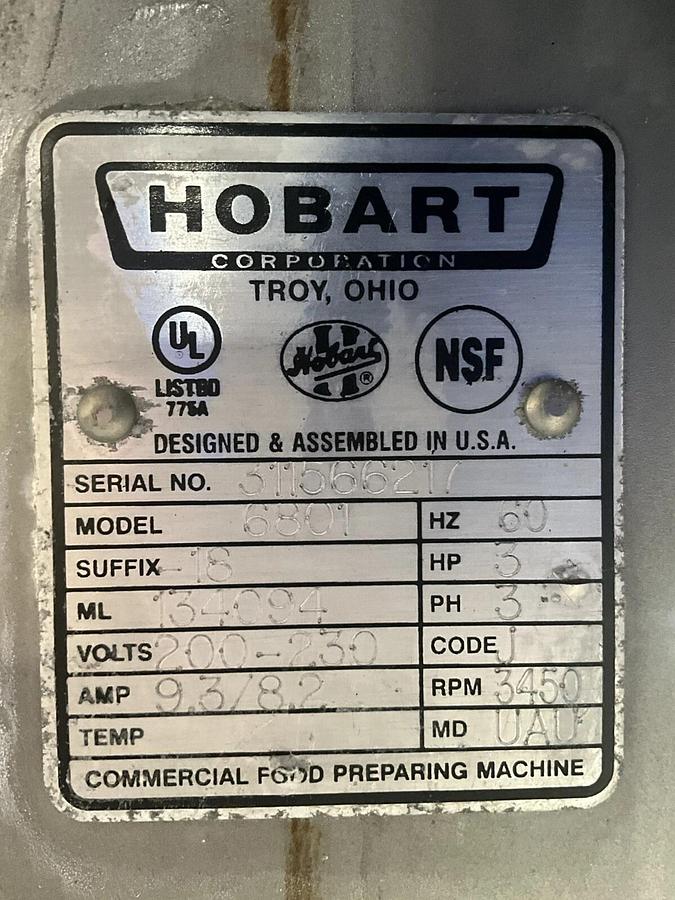 HOBART
CORPORATION
TROY, OHIO
UL
LISTED
775A
Hobart
H
®
NSF
DESIGNED & ASSEMBLED IN U.S.A.
SERIAL NO. 311566217
MODEL 6801 HZ 60
SUFFIX -18 HP 3
ML 134094 PH 3
VOLTS 200-230 CODE J
AMP 9.3/8.2 RPM 3450
TEMP MD UAU
COMMERCIAL FOOD PREPARING MACHINE